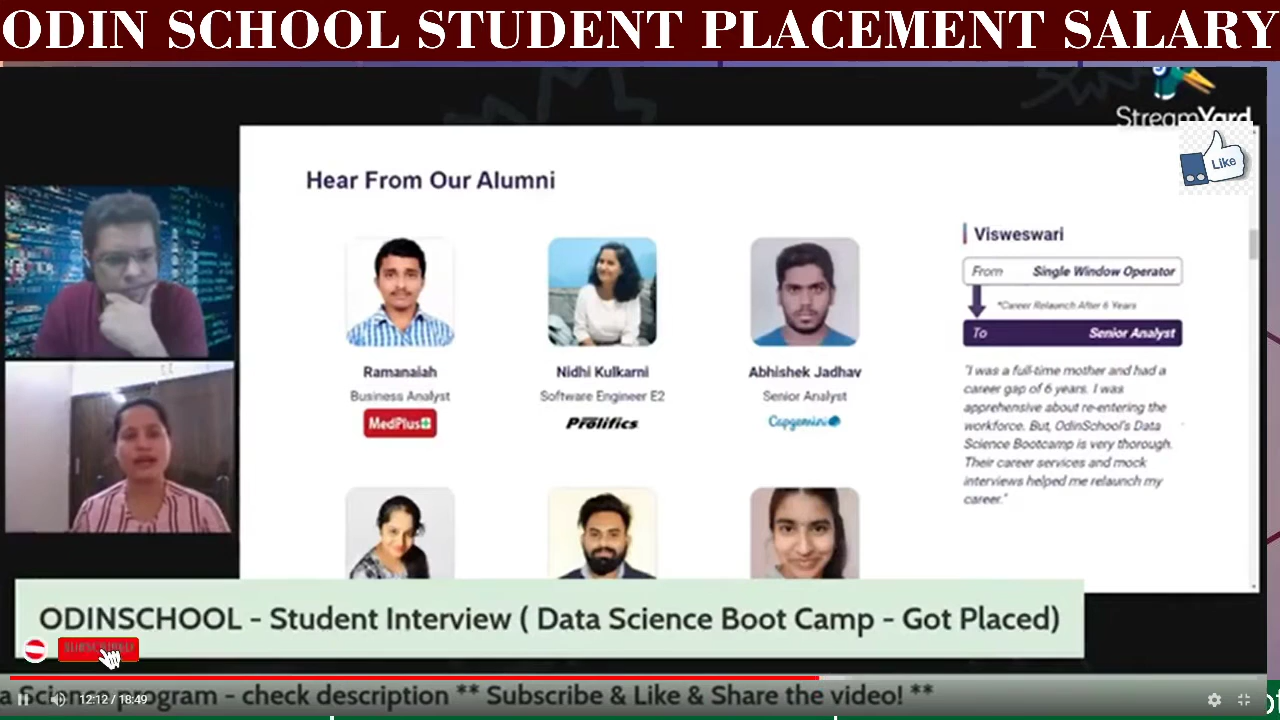 ODIN SCHOOL STUDENT PLACEMENT SALARY
StreamYard
Like
Hear From Our Alumni
Ramanaiah
Business Analyst
MedPlus
Nidhi Kulkarni
Software Engineer E2
Prolifics
Abhishek Jadhav
Senior Analyst
Capgemini
Visweswari
From Single Window Operator
*Career Relaunch After 6 Years
To Senior Analyst
"I was a full-time mother and had a
career gap of 6 years. I was
apprehensive about re-entering the
workforce. But, OdinSchool's Data
Science Bootcamp is very thorough.
Their career services and mock
interviews helped me relaunch my
career."
ODINSCHOOL - Student Interview ( Data Science Boot Camp - Got Placed)
a Science program - check description ** Subscribe & Like & Share the video! **
12:12 / 18:49